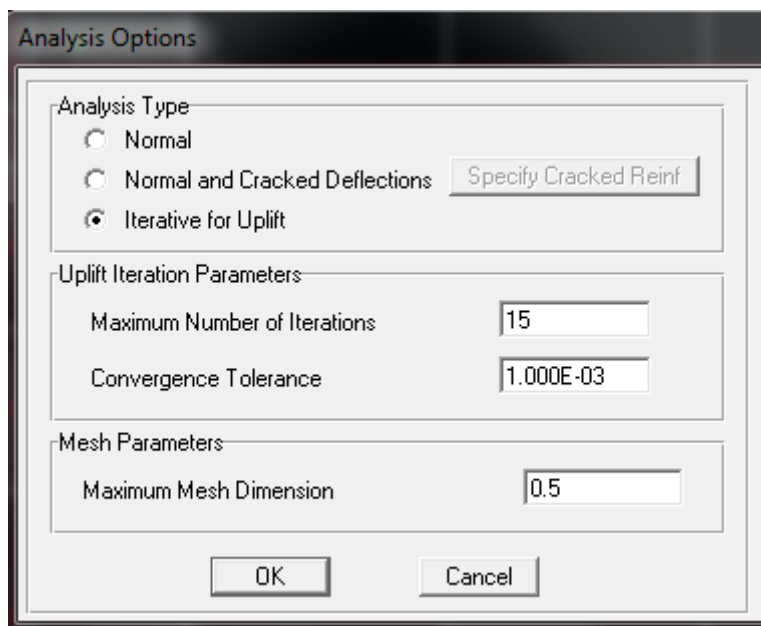 Analysis Options
Analysis Type
Normal
Normal and Cracked Deflections
Specify Cracked Reinf
Iterative for Uplift
Uplift Iteration Parameters
Maximum Number of Iterations
15
Convergence Tolerance
1.000E-03
Mesh Parameters
Maximum Mesh Dimension
0.5
OK
Cancel